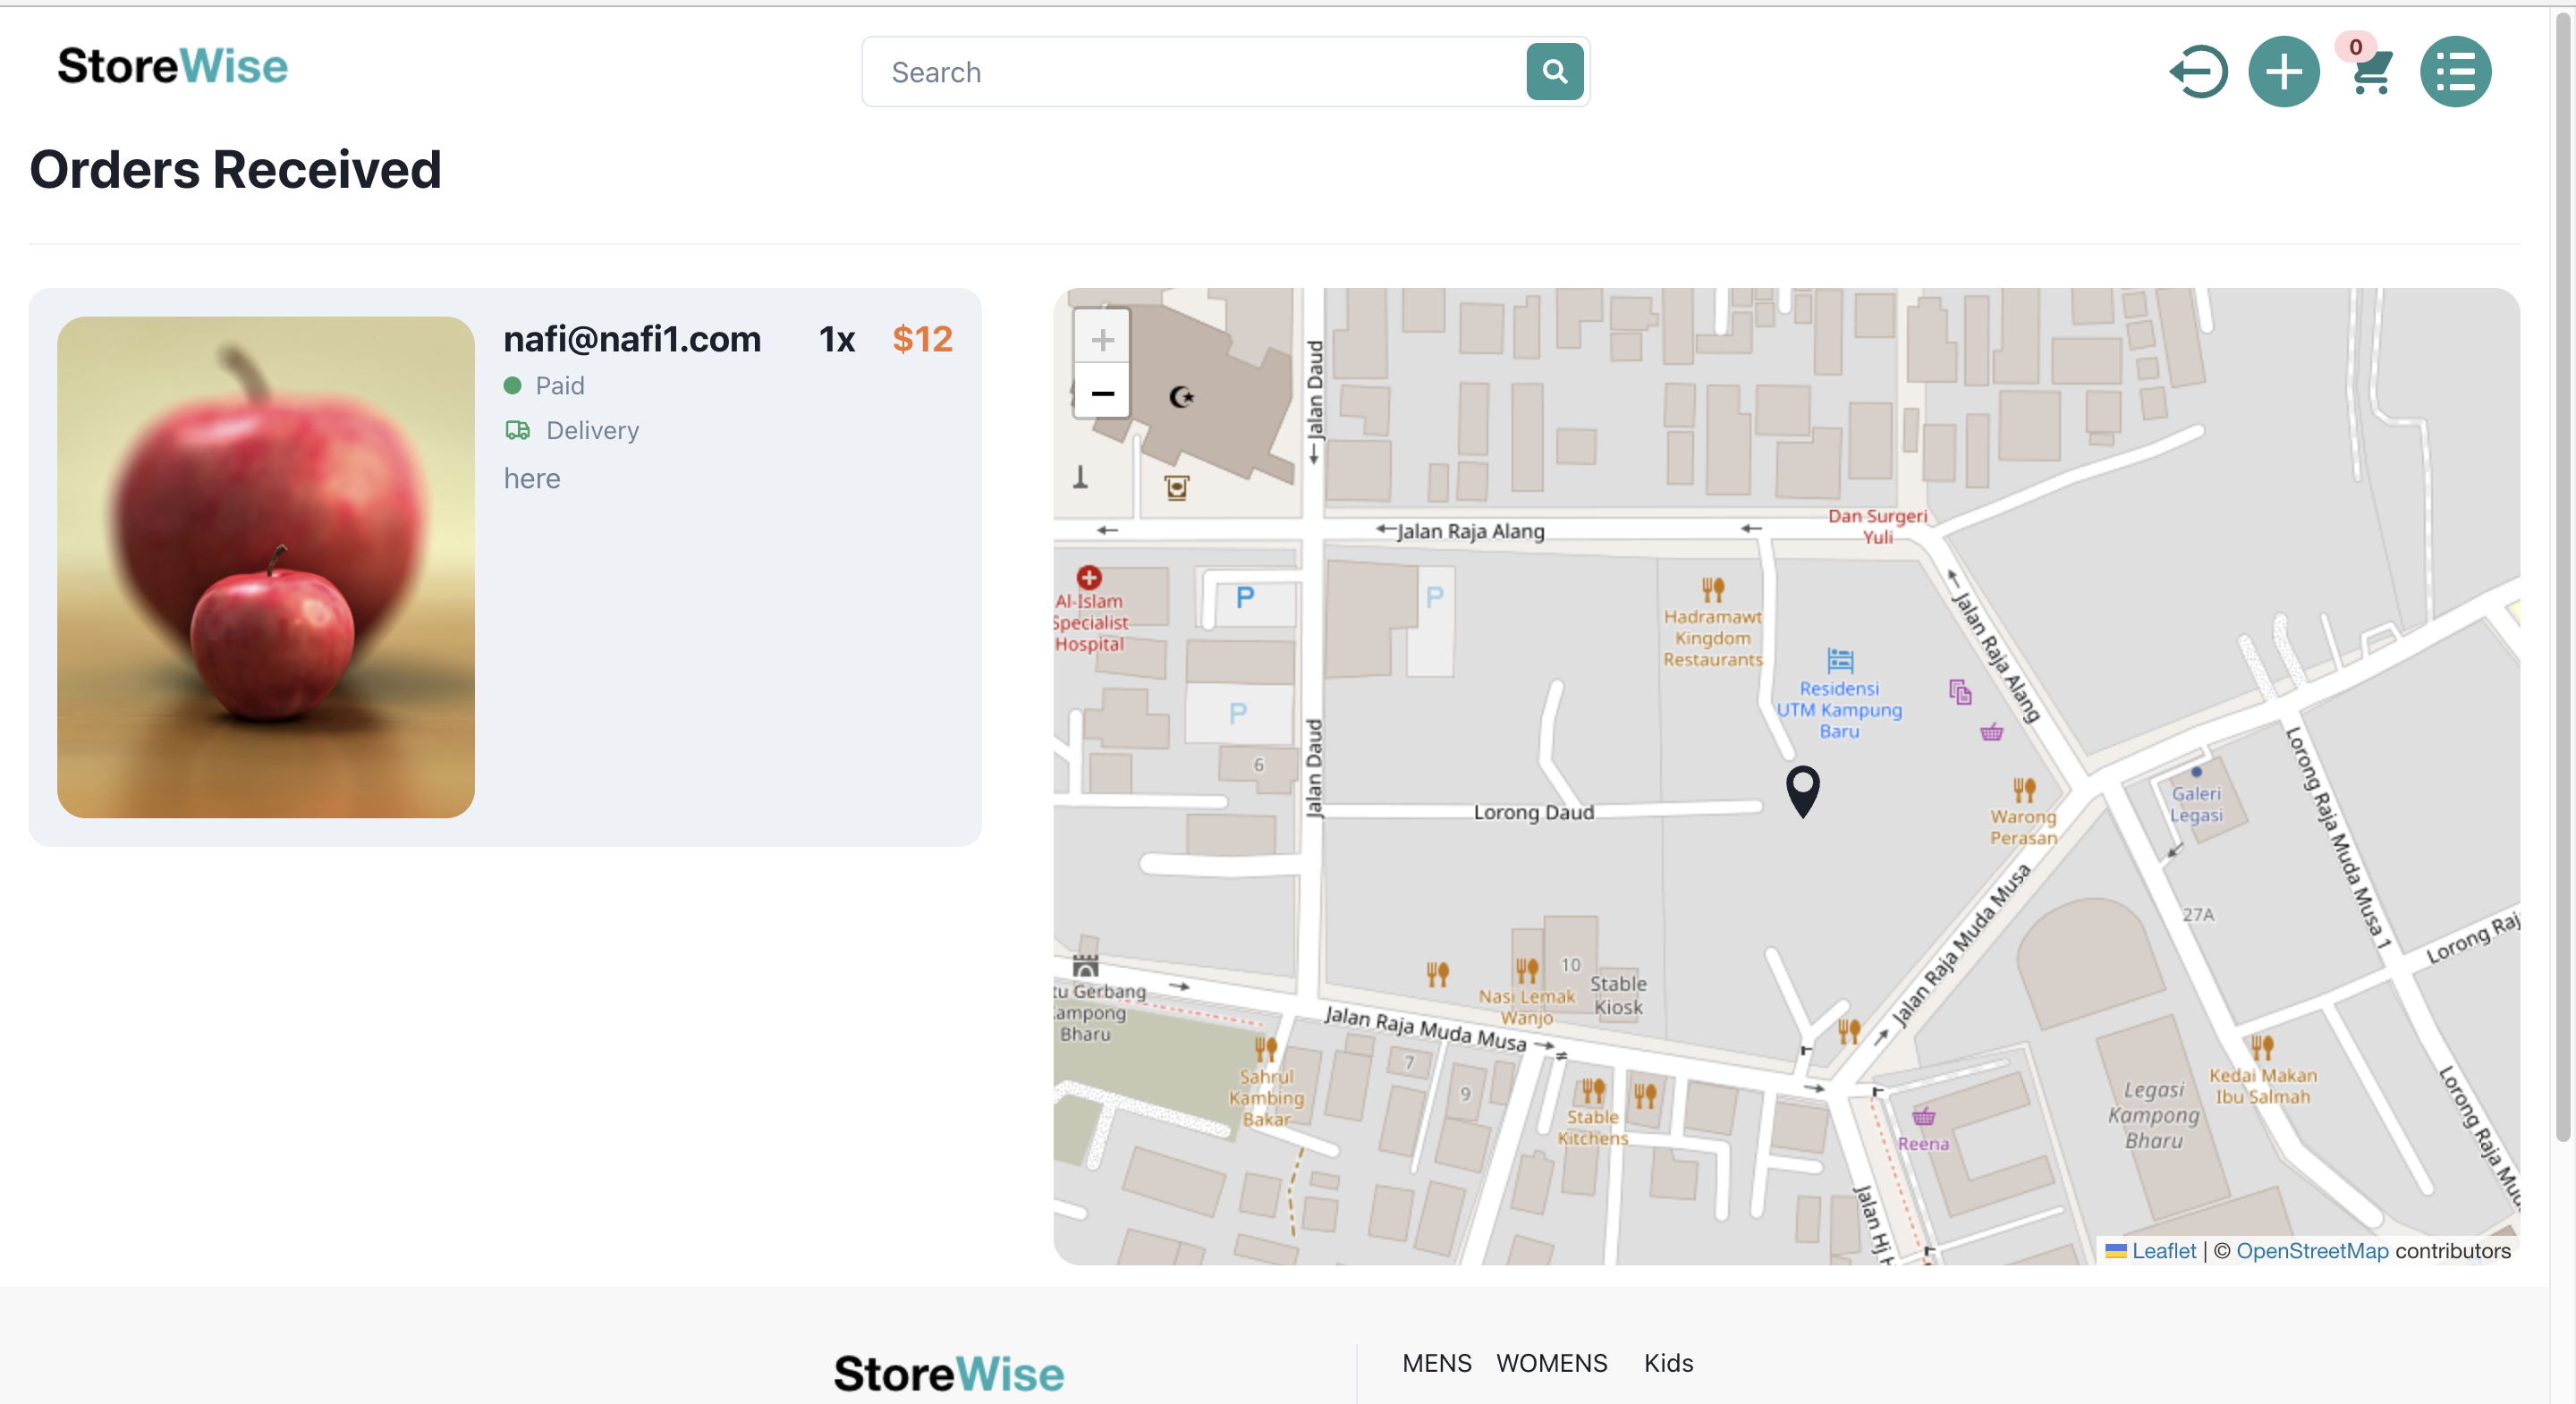 StoreWise
Search
0
Orders Received
nafi@nafi1.com 1x $12
Paid
Delivery
here
+
−
Jalan Daud
Jalan Raja Alang
Dan Surgeri
Yuli
Al-Islam
Specialist
Hospital
P
P
Hadramawt
Kingdom
Restaurants
Jalan Raja Alang
Residensi
UTM Kampung
Baru
P
6
Jalan Daud
Lorong Daud
Warong
Perasan
Galeri
Legasi
Lorong Raja Muda Musa 1
27A
Lorong Raj
Jalan Raja Muda Musa
tu Gerbang
Kampong
Bharu
10
Nasi Lemak
Wanjo
Stable
Kiosk
Jalan Raja Muda Musa
Sahrul
Kambing
Bakar
7
9
Stable
Kitchens
Reena
Legasi
Kampong
Bharu
Kedai Makan
Ibu Salmah
Lorong Raja Mu
Jalan Hj H
Leaflet | © OpenStreetMap contributors
StoreWise
MENS WOMENS Kids